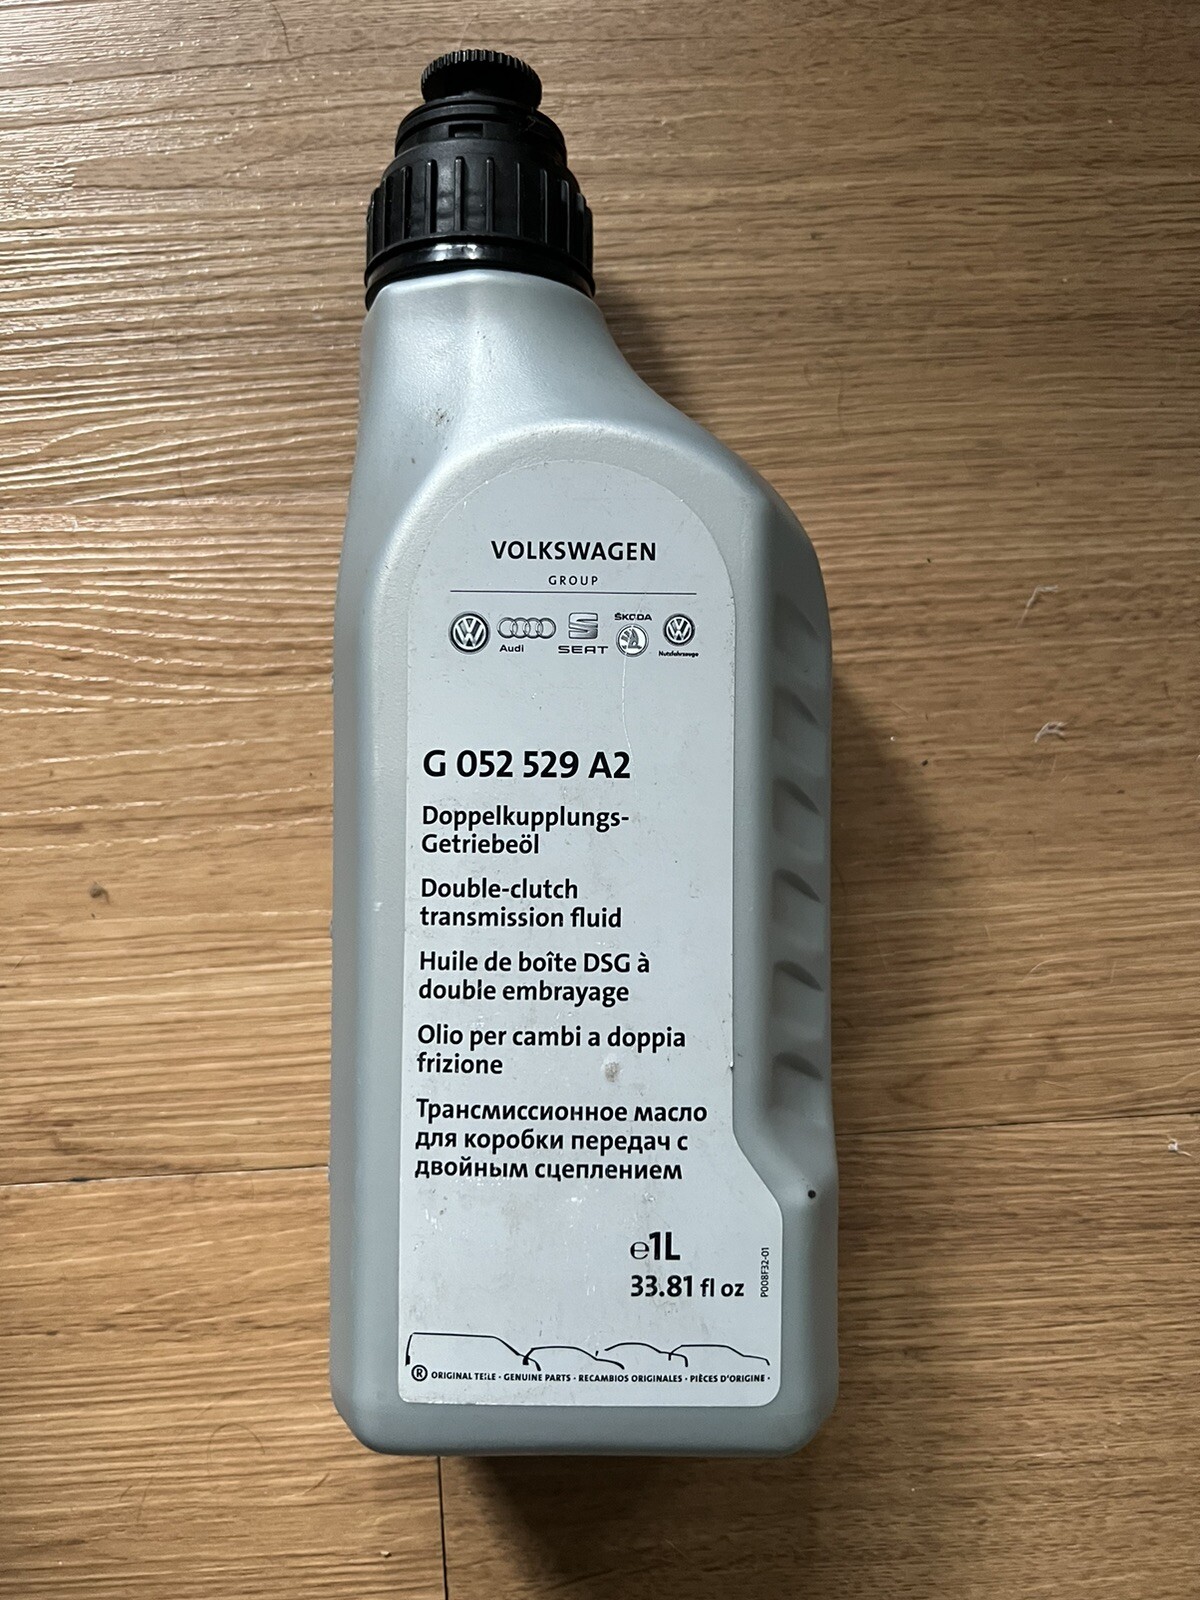 VOLKSWAGEN
GROUP
Audi
SEAT
ŠKODA
Nutzfahrzeuge
G 052 529 A2
Doppelkupplungs-
Getriebeöl
Double-clutch
transmission fluid
Huile de boîte DSG à
double embrayage
Olio per cambi a doppia
frizione
Трансмиссионное масло
для коробки передач с
двойным сцеплением
℮1L
33.81 fl oz
P008F32-01
® ORIGINAL TEILE · GENUINE PARTS · RECAMBIOS ORIGINALES · PIÈCES D'ORIGINE ·